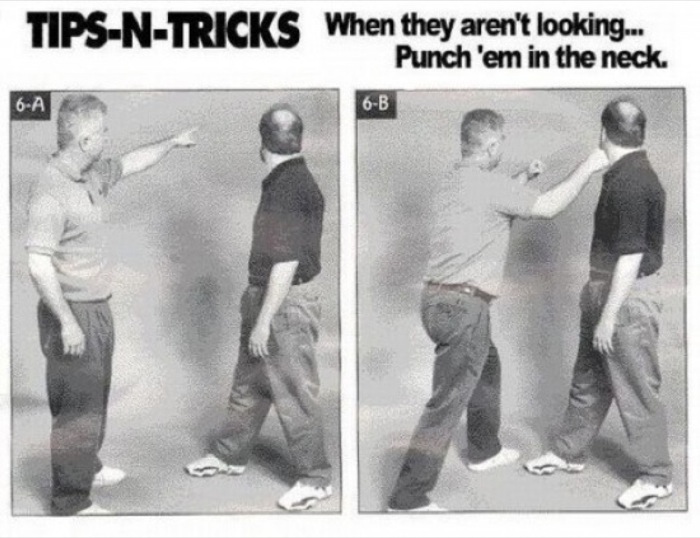 TIPS-N-TRICKS
When they aren't looking...
Punch 'em in the neck.
6-A
6-B